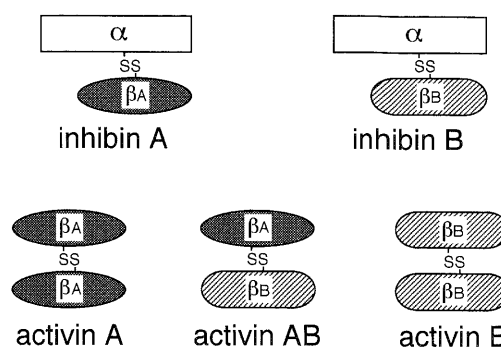 α α
SS SS
βA βB
inhibin A inhibin B
βA βA βB
SS SS SS
βA βB βB
activin A activin AB activin B